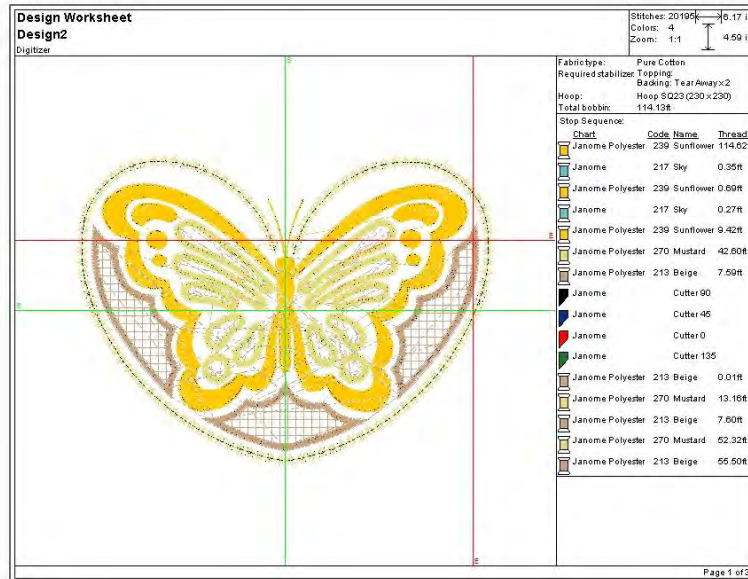 Design Worksheet
Design2
Digitizer
Stitches: 20195
Colors: 4
Zoom: 1:1
6.17 i
4.59 i
Fabric type: Pure Cotton
Required stabilizer: Topping:
Backing: Tear Away x 2
Hoop: Hoop SQ23 (230 x 230)
Total bobbin: 114.13ft
Stop Sequence:
Chart Code Name Thread
Janome Polyester 239 Sunflower 114.62
Janome 217 Sky 0.35ft
Janome Polyester 239 Sunflower 0.69ft
Janome 217 Sky 0.27ft
Janome Polyester 239 Sunflower 9.42ft
Janome Polyester 270 Mustard 42.60ft
Janome Polyester 213 Beige 7.59ft
Janome Cutter 90
Janome Cutter 45
Janome Cutter 0
Janome Cutter 135
Janome Polyester 213 Beige 0.01ft
Janome Polyester 270 Mustard 13.16ft
Janome Polyester 213 Beige 7.60ft
Janome Polyester 270 Mustard 52.32ft
Janome Polyester 213 Beige 55.50ft
Page 1 of 3